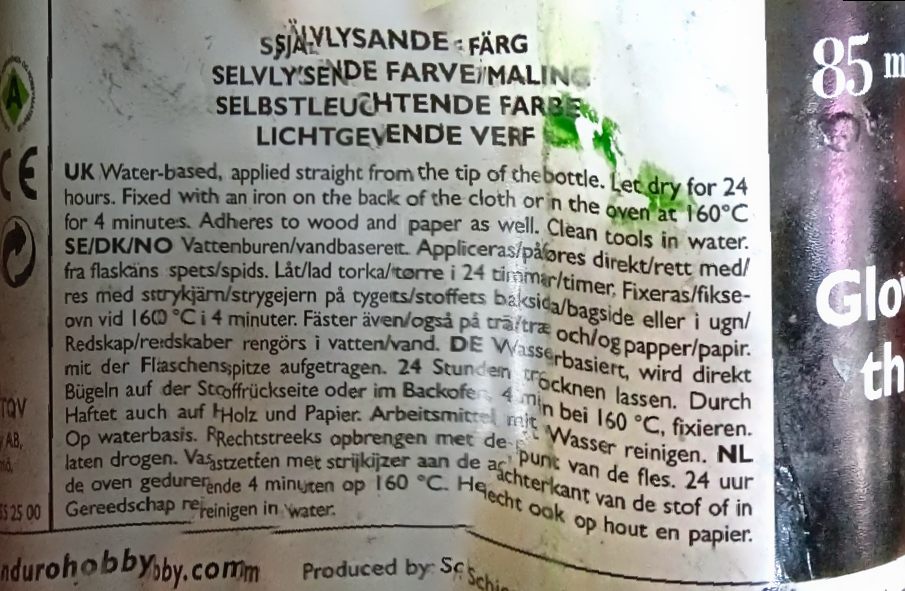 SJÄLVLYSANDE FÄRG
SELVLYSENDE FARVE/MALING
SELBSTLEUCHTENDE FARBE
LICHTGEVENDE VERF
UK Water-based, applied straight from the tip of the bottle. Let dry for 24
hours. Fixed with an iron on the back of the cloth or in the oven at 160°C
for 4 minutes. Adheres to wood and paper as well. Clean tools in water.
SE/DK/NO Vattenburen/vandbaserett. Appliceras/påføres direkt/rett med/
fra flaskans spets/spids. Låt/lad torka/tørre i 24 timmar/timer. Fixeras/fikse-
res med strykjärn/strygejern på tygets/stoffets baksida/bagside eller i ugn/
ovn vid 160 °C i 4 minuter. Fäster även/også på trä/træ och/og papper/papir.
Redskap/redskaber rengörs i vatten/vand. DE Wasserbasiert, wird direkt
mit der Flaschenspitze aufgetragen. 24 Stunden trocknen lassen. Durch
Bügeln auf der Stoffrückseite oder im Backofen 4 min bei 160 °C, fixieren.
Haftet auch auf Holz und Papier. Arbeitsmittel mit Wasser reinigen. NL
Op waterbasis. Rechtstreeks opbrengen met de punt van de fles. 24 uur
laten drogen. Vastzetten met strijkijzer aan de achterkant van de stof of in
de oven gedurende 4 minuten op 160 °C. Hecht ook op hout en papier.
Gereedschap reinigen in water.
A
CE
TQV
AB,
SS 25 00
ndurohobby.com
Produced by: Sc
85 m
Glo
th